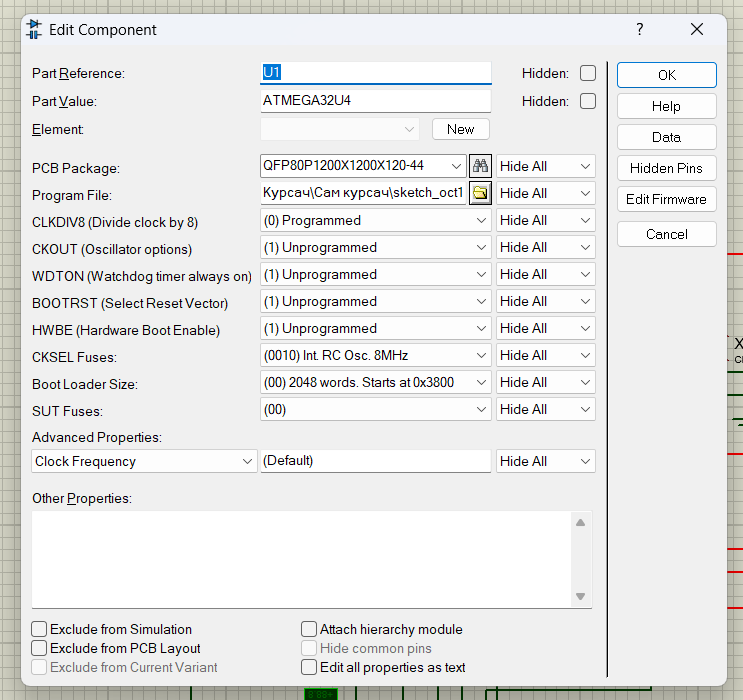 Edit Component
?
Part Reference: U1 Hidden: OK
Part Value: ATMEGA32U4 Hidden: Help
Element: New Data
PCB Package: QFP80P1200X1200X120-44 Hide All Hidden Pins
Program File: Курсач\Сам курсач\sketch_oct1 Hide All Edit Firmware
CLKDIV8 (Divide clock by 8) (0) Programmed Hide All Cancel
CKOUT (Oscillator options) (1) Unprogrammed Hide All
WDTON (Watchdog timer always on) (1) Unprogrammed Hide All
BOOTRST (Select Reset Vector) (1) Unprogrammed Hide All
HWBE (Hardware Boot Enable) (1) Unprogrammed Hide All
CKSEL Fuses: (0010) Int. RC Osc. 8MHz Hide All
Boot Loader Size: (00) 2048 words. Starts at 0x3800 Hide All
SUT Fuses: (00) Hide All
Advanced Properties:
Clock Frequency (Default) Hide All
Other Properties:
Exclude from Simulation Attach hierarchy module
Exclude from PCB Layout Hide common pins
Exclude from Current Variant Edit all properties as text